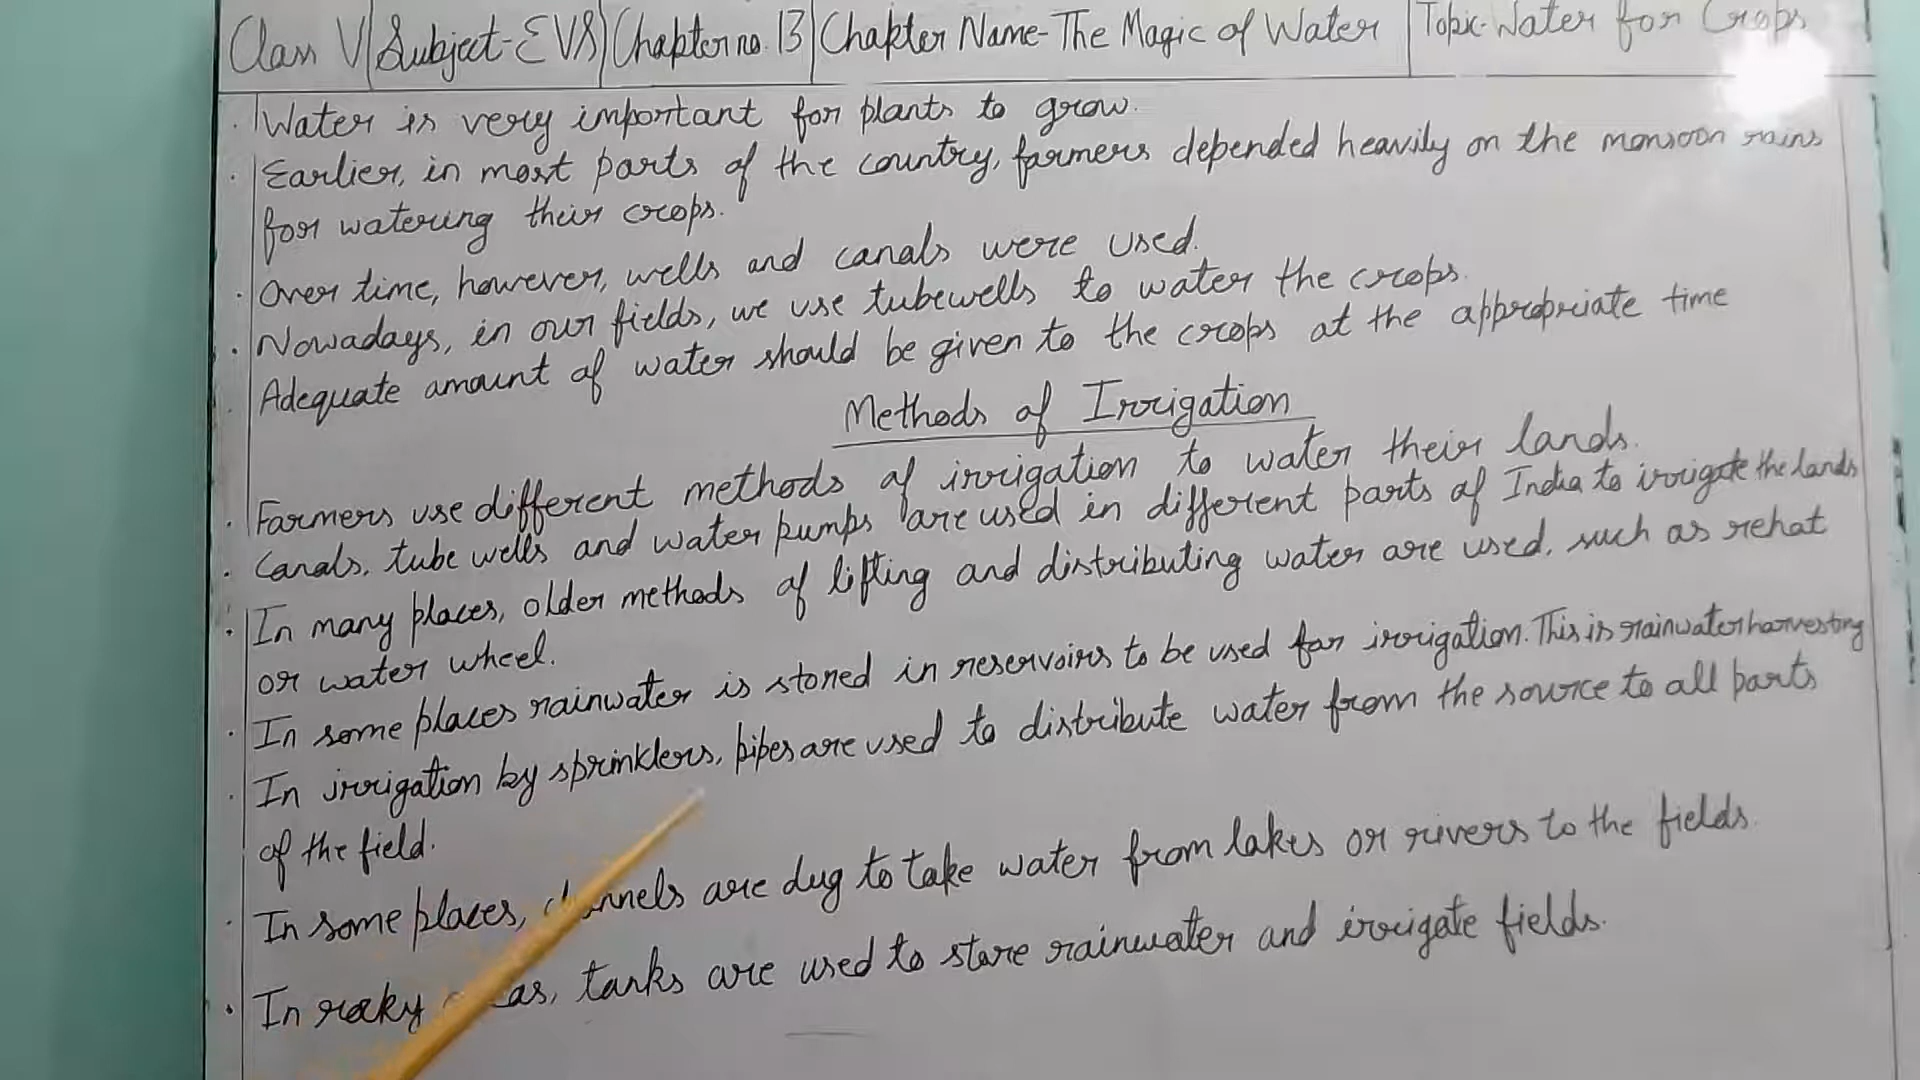 Class V | Subject-EVS | Chapter no. 13 | Chapter Name-The Magic of Water | Topic-Water for Crops
· Water is very important for plants to grow.
· Earlier, in most parts of the country, farmers depended heavily on the monsoon rains
for watering their crops.
· Over time, however, wells and canals were used.
· Nowadays, in our fields, we use tubewells to water the crops.
· Adequate amount of water should be given to the crops at the appropriate time
Methods of Irrigation
· Farmers use different methods of irrigation to water their lands.
· Canals, tube wells and water pumps are used in different parts of India to irrigate the lands
· In many places, older methods of lifting and distributing water are used, such as rehat
or water wheel.
· In some places rainwater is stored in reservoirs to be used for irrigation. This is rainwater harvesting
· In irrigation by sprinklers, pipes are used to distribute water from the source to all parts
of the field.
· In some places, are dug to take water from lakes or rivers to the fields.
· In rocky tanks are used to store rainwater and irrigate fields.